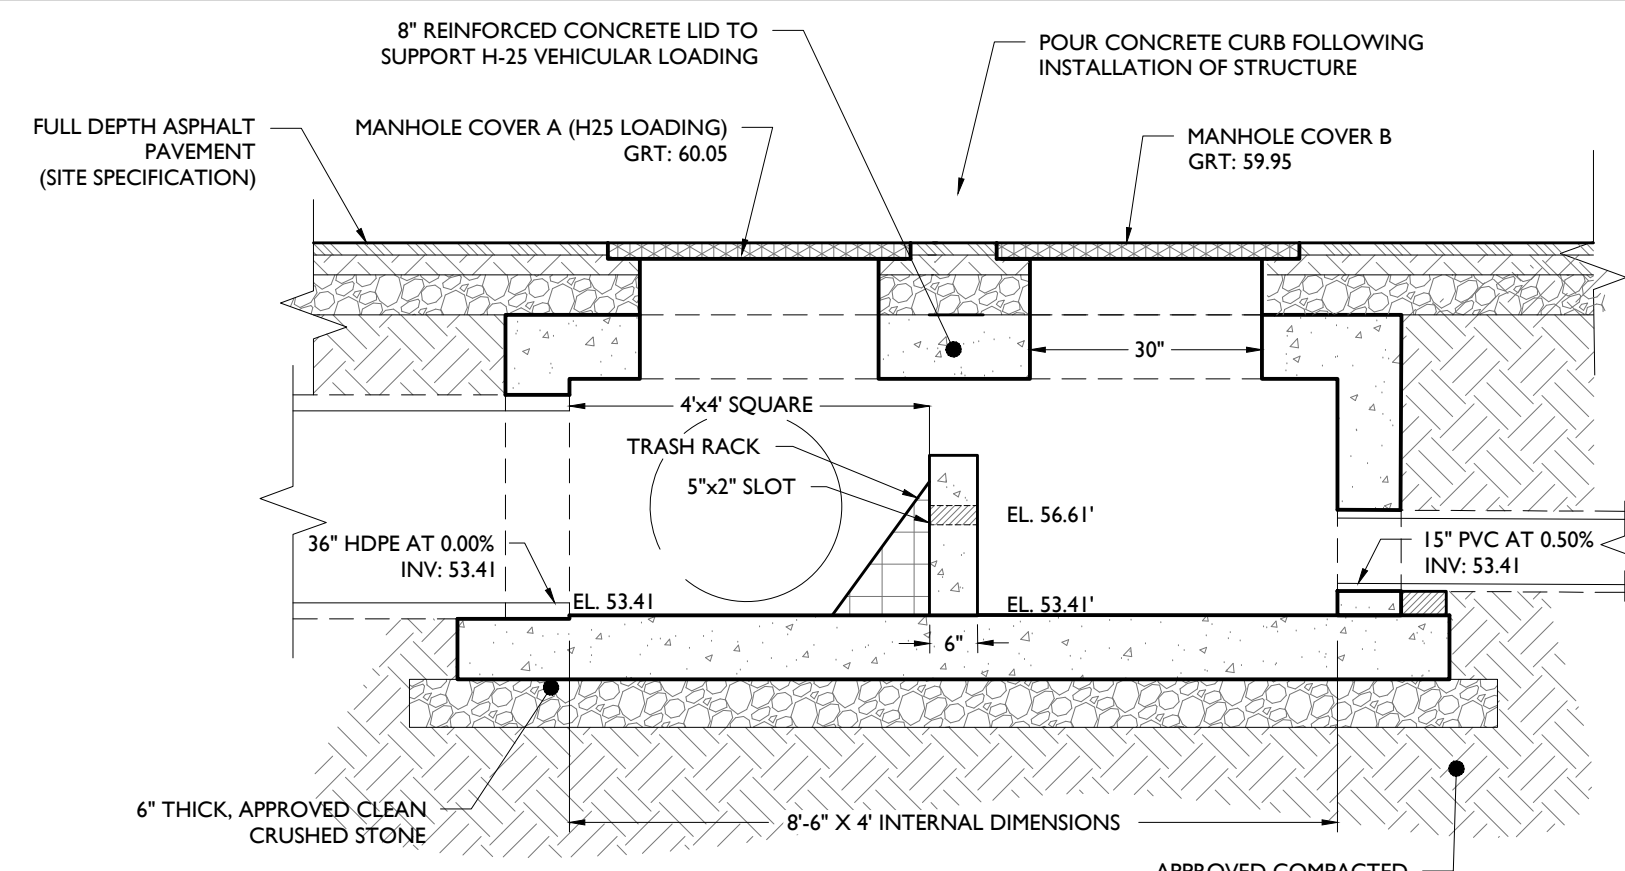 8" REINFORCED CONCRETE LID TO
SUPPORT H-25 VEHICULAR LOADING
POUR CONCRETE CURB FOLLOWING
INSTALLATION OF STRUCTURE
FULL DEPTH ASPHALT
PAVEMENT
(SITE SPECIFICATION)
MANHOLE COVER A (H25 LOADING)
GRT: 60.05
MANHOLE COVER B
GRT: 59.95
30"
4'x4' SQUARE
TRASH RACK
5"x2" SLOT
EL. 56.61'
36" HDPE AT 0.00%
INV: 53.41
15" PVC AT 0.50%
INV: 53.41
EL. 53.41
EL. 53.41'
6"
6" THICK, APPROVED CLEAN
CRUSHED STONE
8'-6" X 4' INTERNAL DIMENSIONS
APPROVED COMPACTED